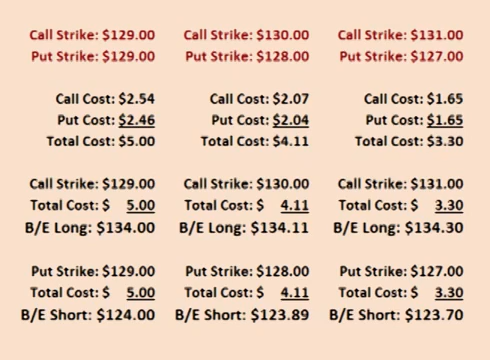 Call Strike: $129.00 Call Strike: $130.00 Call Strike: $131.00
Put Strike: $129.00 Put Strike: $128.00 Put Strike: $127.00
Call Cost: $2.54 Call Cost: $2.07 Call Cost: $1.65
Put Cost: $2.46 Put Cost: $2.04 Put Cost: $1.65
Total Cost: $5.00 Total Cost: $4.11 Total Cost: $3.30
Call Strike: $129.00 Call Strike: $130.00 Call Strike: $131.00
Total Cost: $ 5.00 Total Cost: $ 4.11 Total Cost: $ 3.30
B/E Long: $134.00 B/E Long: $134.11 B/E Long: $134.30
Put Strike: $129.00 Put Strike: $128.00 Put Strike: $127.00
Total Cost: $ 5.00 Total Cost: $ 4.11 Total Cost: $ 3.30
B/E Short: $124.00 B/E Short: $123.89 B/E Short: $123.70